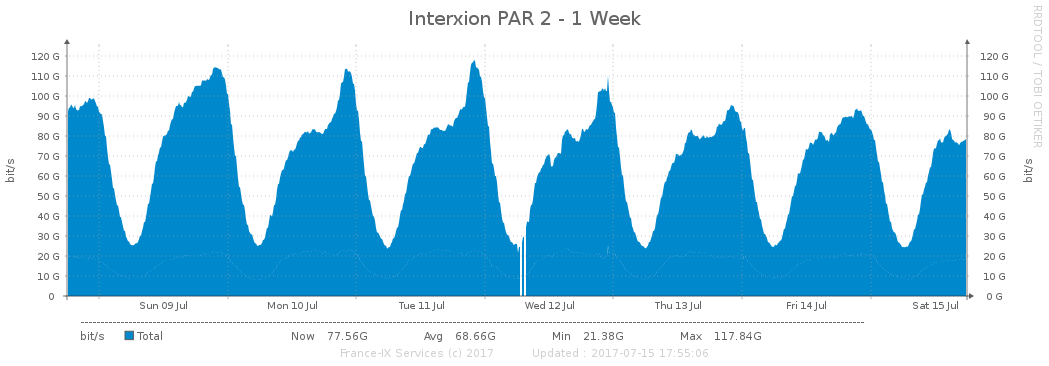 Interxion PAR 2 - 1 Week
RRDTOOL / TOBI OETIKER
bit/s
120 G 120 G
110 G 110 G
100 G 100 G
90 G 90 G
80 G 80 G
70 G 70 G
60 G 60 G
50 G 50 G
40 G 40 G
30 G 30 G
20 G 20 G
10 G 10 G
0 0 G
bit/s
Sun 09 Jul Mon 10 Jul Tue 11 Jul Wed 12 Jul Thu 13 Jul Fri 14 Jul Sat 15 Jul
bit/s Total Now 77.56G Avg 68.66G Min 21.38G Max 117.84G
France-IX Services (c) 2017 Updated : 2017-07-15 17:55:06